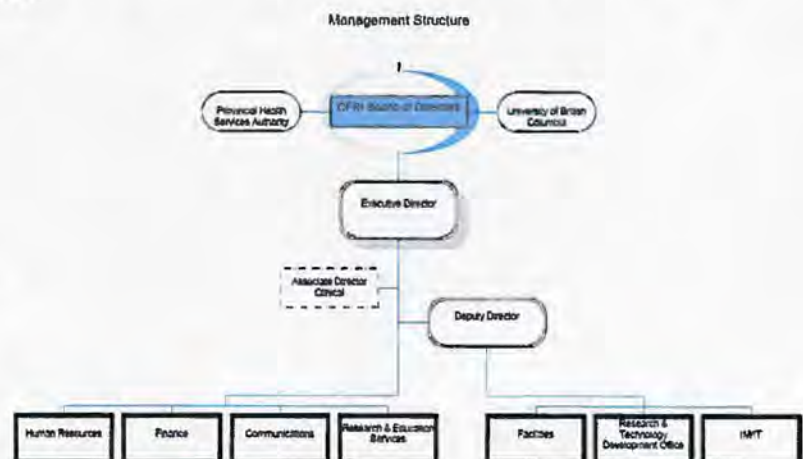 Management Structure
Provincial Health
Services Authority
CFRI Board of Directors
University of British
Columbia
Executive Director
Associate Director
Clinical
Deputy Director
Human Resources
Finance
Communications
Research & Education
Services
Facilities
Research &
Technology
Development Office
IM/IT